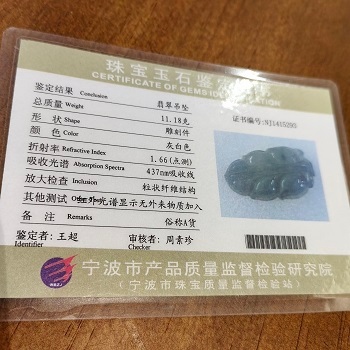 珠宝玉石鉴定证书
CERTIFICATE OF GEMS IDENTIFICATION
鉴定结果 Conclusion 翡翠吊坠
总质量 Weight 11.18克
形 状 Shape 雕刻件
颜 色 Color 灰白色
折射率 Refractive Index 1.66(点测)
吸收光谱 Absorption Spectra 437nm吸收线
放大检查 Inclusion 粒状纤维结构
其他测试 Other 红外光谱显示无外来物质加入
备 注 Remarks 俗称A货
鉴定者 王超 审核者 周素珍
Identifier Checker
证书编号:NJ1415295
宁波市产品质量监督检验研究院
(宁波市珠宝质量监督检验站)